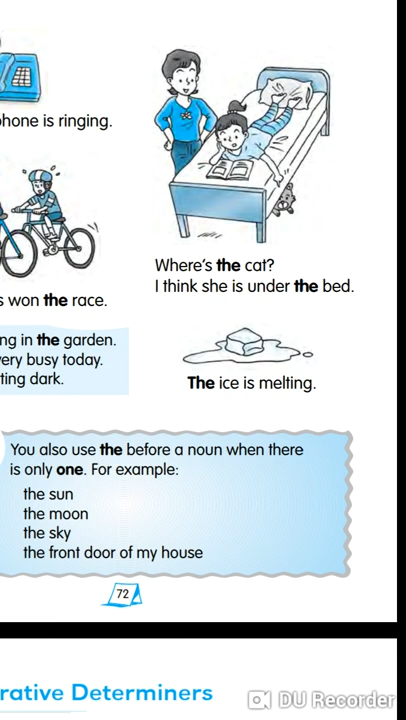 phone is ringing.
Where's the cat?
I think she is under the bed.
s won the race.
ng in the garden.
very busy today.
ting dark.
The ice is melting.
You also use the before a noun when there
is only one. For example:
the sun
the moon
the sky
the front door of my house
72
rative Determiners
DU Recorder